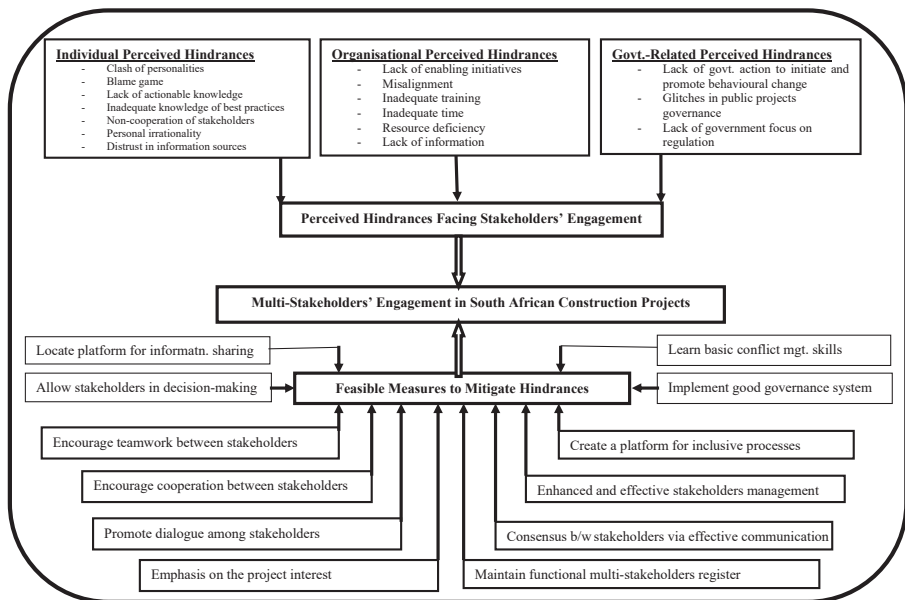 Individual Perceived Hindrances
- Clash of personalities
- Blame game
- Lack of actionable knowledge
- Inadequate knowledge of best practices
- Non-cooperation of stakeholders
- Personal irrationality
- Distrust in information sources
Organisational Perceived Hindrances
- Lack of enabling initiatives
- Misalignment
- Inadequate training
- Inadequate time
- Resource deficiency
- Lack of information
Govt.-Related Perceived Hindrances
- Lack of govt. action to initiate and
promote behavioural change
- Glitches in public projects
governance
- Lack of government focus on
regulation
Perceived Hindrances Facing Stakeholders' Engagement
Multi-Stakeholders' Engagement in South African Construction Projects
Locate platform for informatn. sharing
Learn basic conflict mgt. skills
Allow stakeholders in decision-making
Feasible Measures to Mitigate Hindrances
Implement good governance system
Encourage teamwork between stakeholders
Create a platform for inclusive processes
Encourage cooperation between stakeholders
Enhanced and effective stakeholders management
Promote dialogue among stakeholders
Consensus b/w stakeholders via effective communication
Emphasis on the project interest
Maintain functional multi-stakeholders register